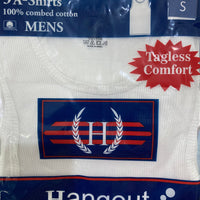 A-Shirts
100% combed cotton
MENS
S
Tagless
Comfort
H
Hangout